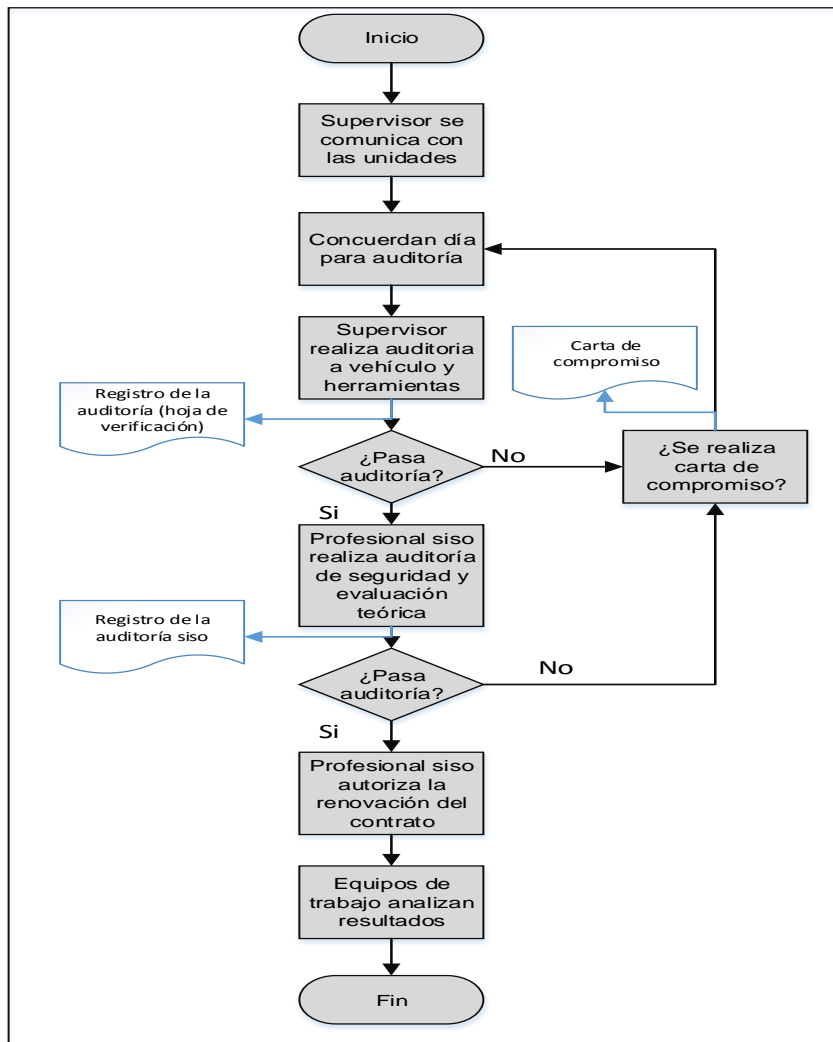 Inicio
Supervisor se
comunica con
las unidades
Concuerdan día
para auditoría
Supervisor
realiza auditoria
a vehículo y
herramientas
Carta de
compromiso
Registro de la
auditoría (hoja de
verificación)
¿Pasa
auditoría?
No
¿Se realiza
carta de
compromiso?
Si
Profesional siso
realiza auditoría
de seguridad y
evaluación
teórica
Registro de la
auditoría siso
¿Pasa
auditoría?
No
Si
Profesional siso
autoriza la
renovación del
contrato
Equipos de
trabajo analizan
resultados
Fin